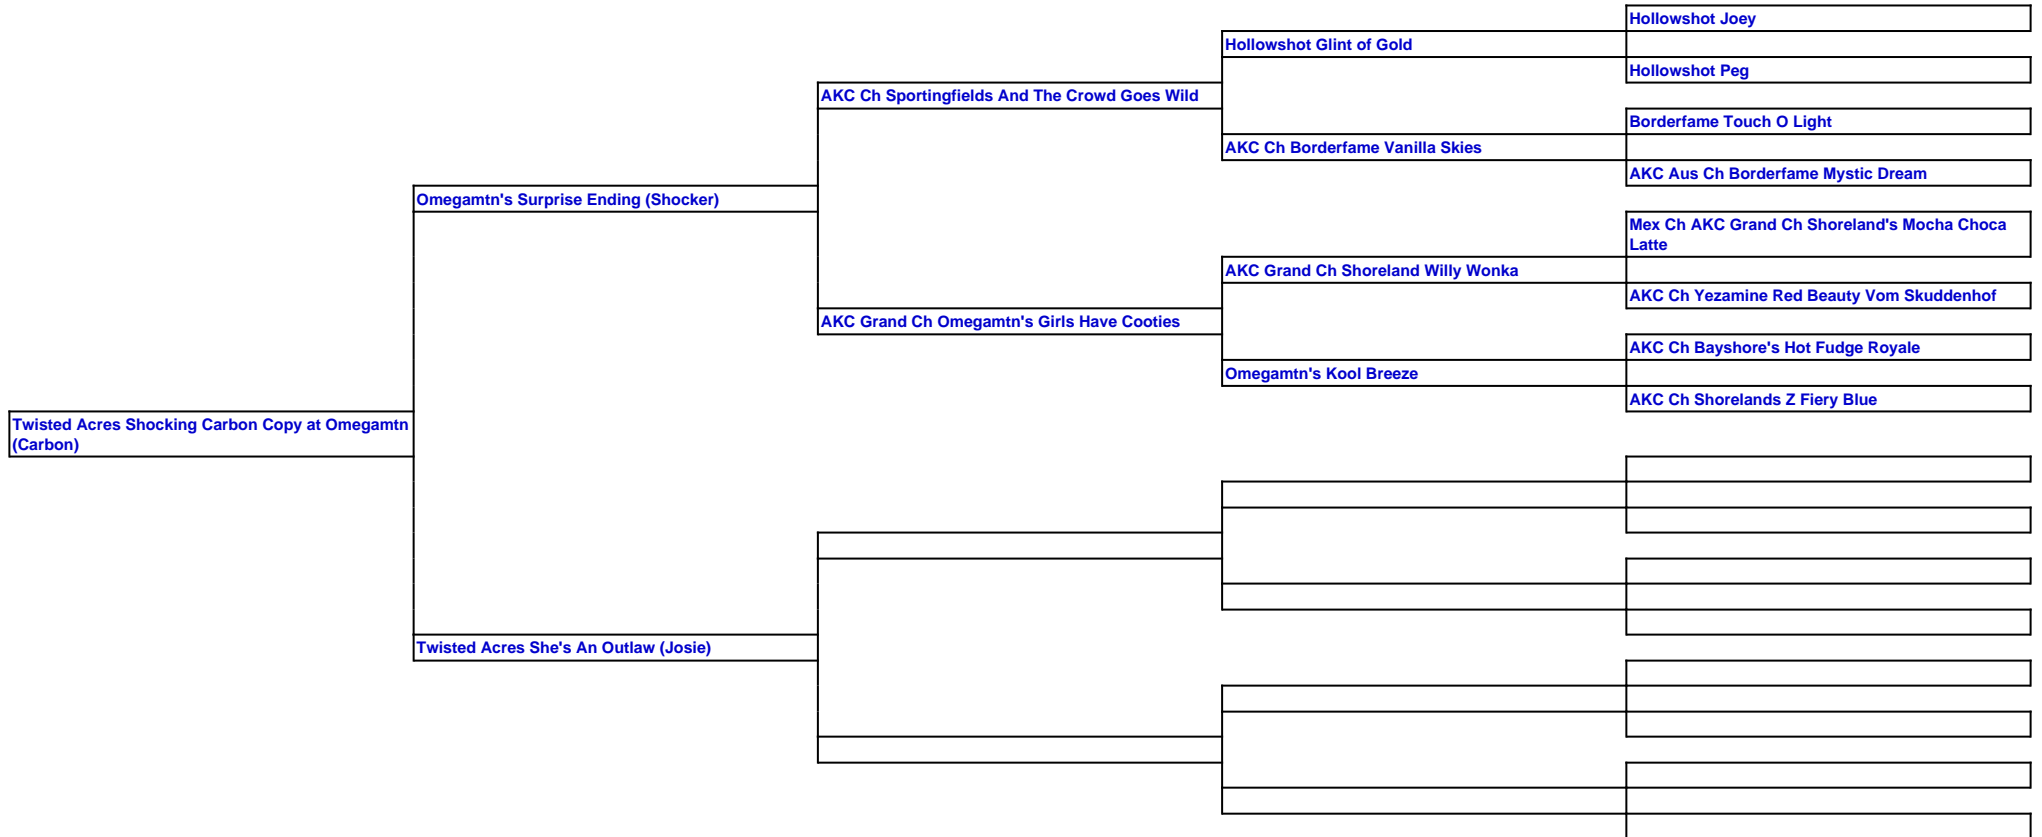 Hollowshot Joey
Hollowshot Glint of Gold
Hollowshot Peg
AKC Ch Sportingfields And The Crowd Goes Wild
Borderfame Touch O Light
AKC Ch Borderfame Vanilla Skies
AKC Aus Ch Borderfame Mystic Dream
Omegamtn's Surprise Ending (Shocker)
Mex Ch AKC Grand Ch Shoreland's Mocha Choca
Latte
AKC Grand Ch Shoreland Willy Wonka
AKC Ch Yezamine Red Beauty Vom Skuddenhof
AKC Grand Ch Omegamtn's Girls Have Cooties
AKC Ch Bayshore's Hot Fudge Royale
Omegamtn's Kool Breeze
AKC Ch Shorelands Z Fiery Blue
Twisted Acres Shocking Carbon Copy at Omegamtn
(Carbon)
Twisted Acres She's An Outlaw (Josie)